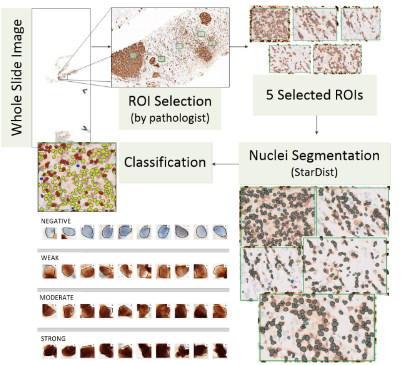 Whole Slide Image
ROI Selection
(by pathologist)
5 Selected ROIs
Classification
Nuclei Segmentation
(StarDist)
NEGATIVE
WEAK
MODERATE
STRONG